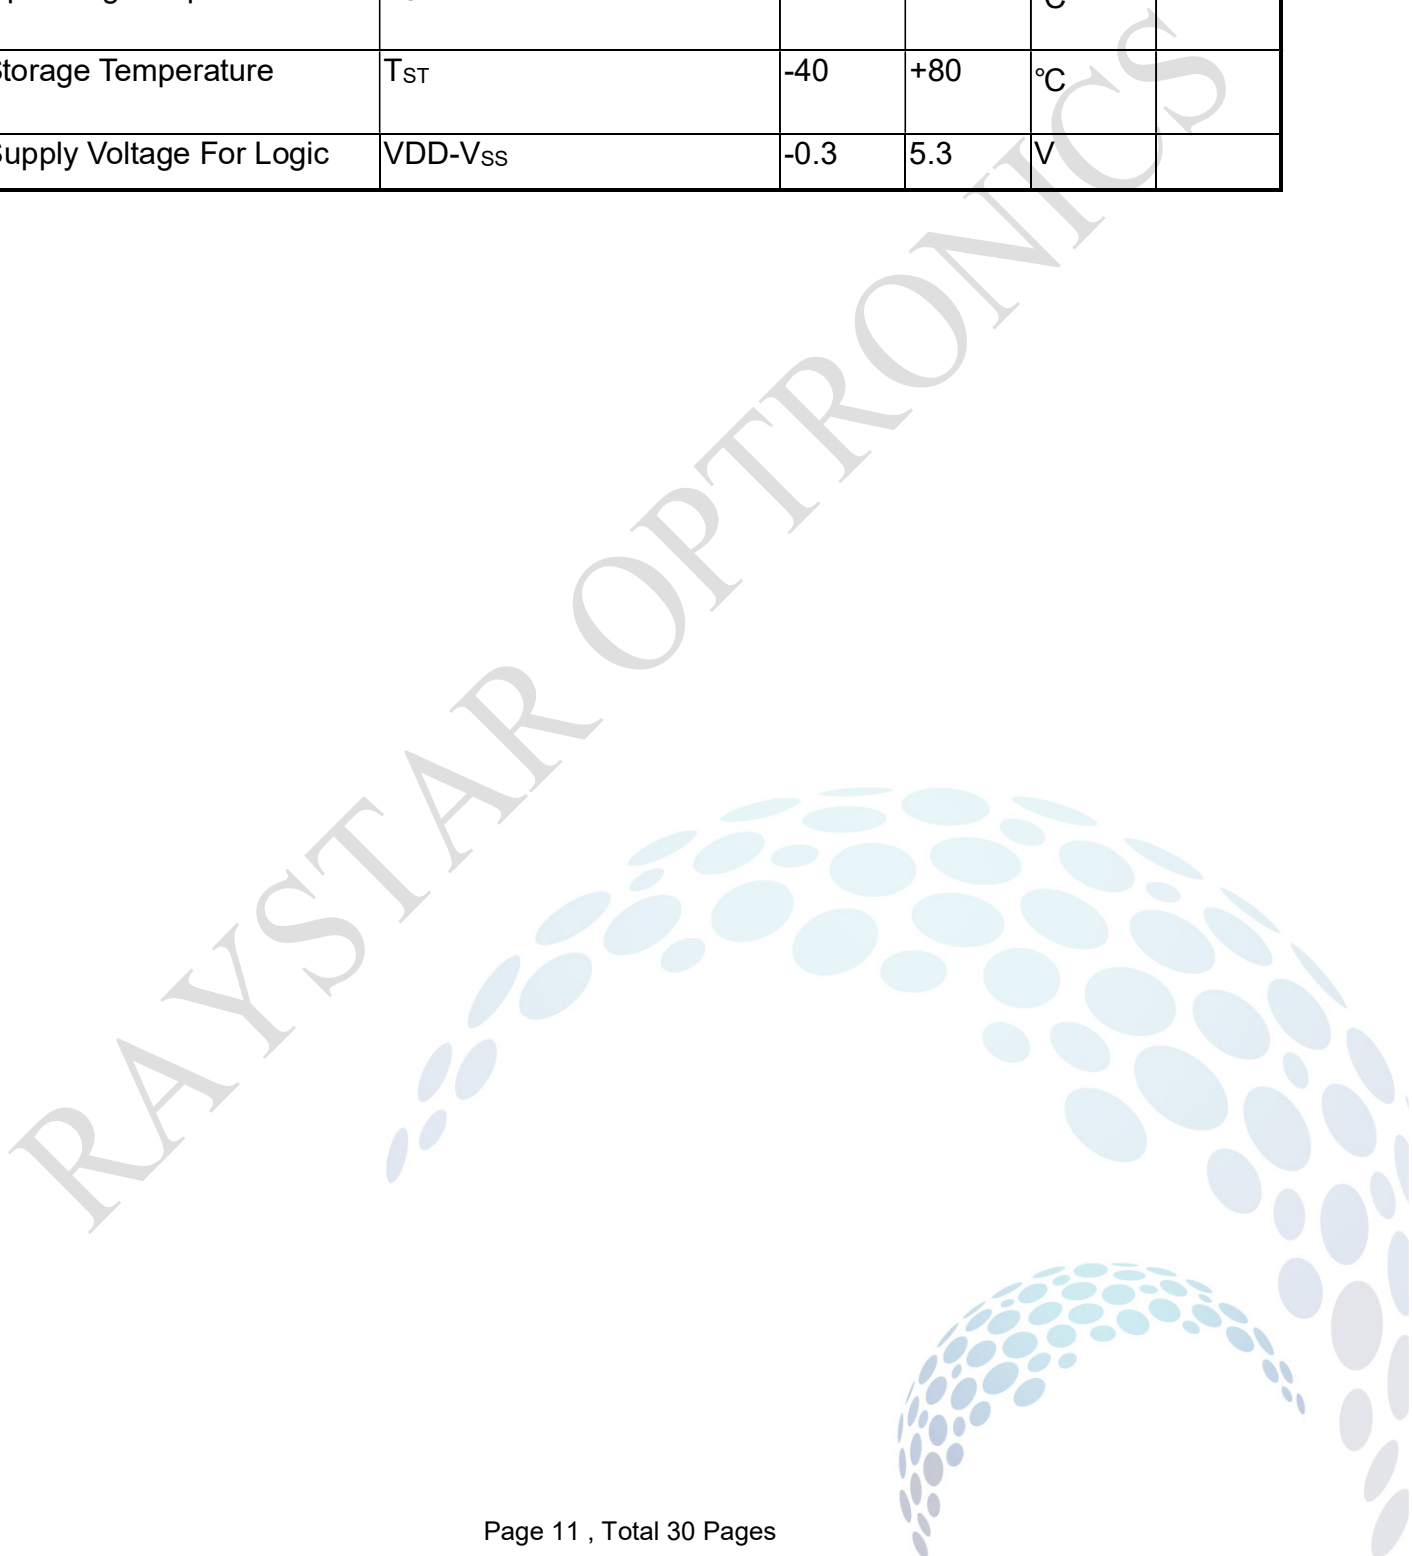 ℃
Storage Temperature TST -40 +80 ℃
Supply Voltage For Logic VDD-VSS -0.3 5.3 V
RAYSTAR OPTRONICS
Page 11 , Total 30 Pages